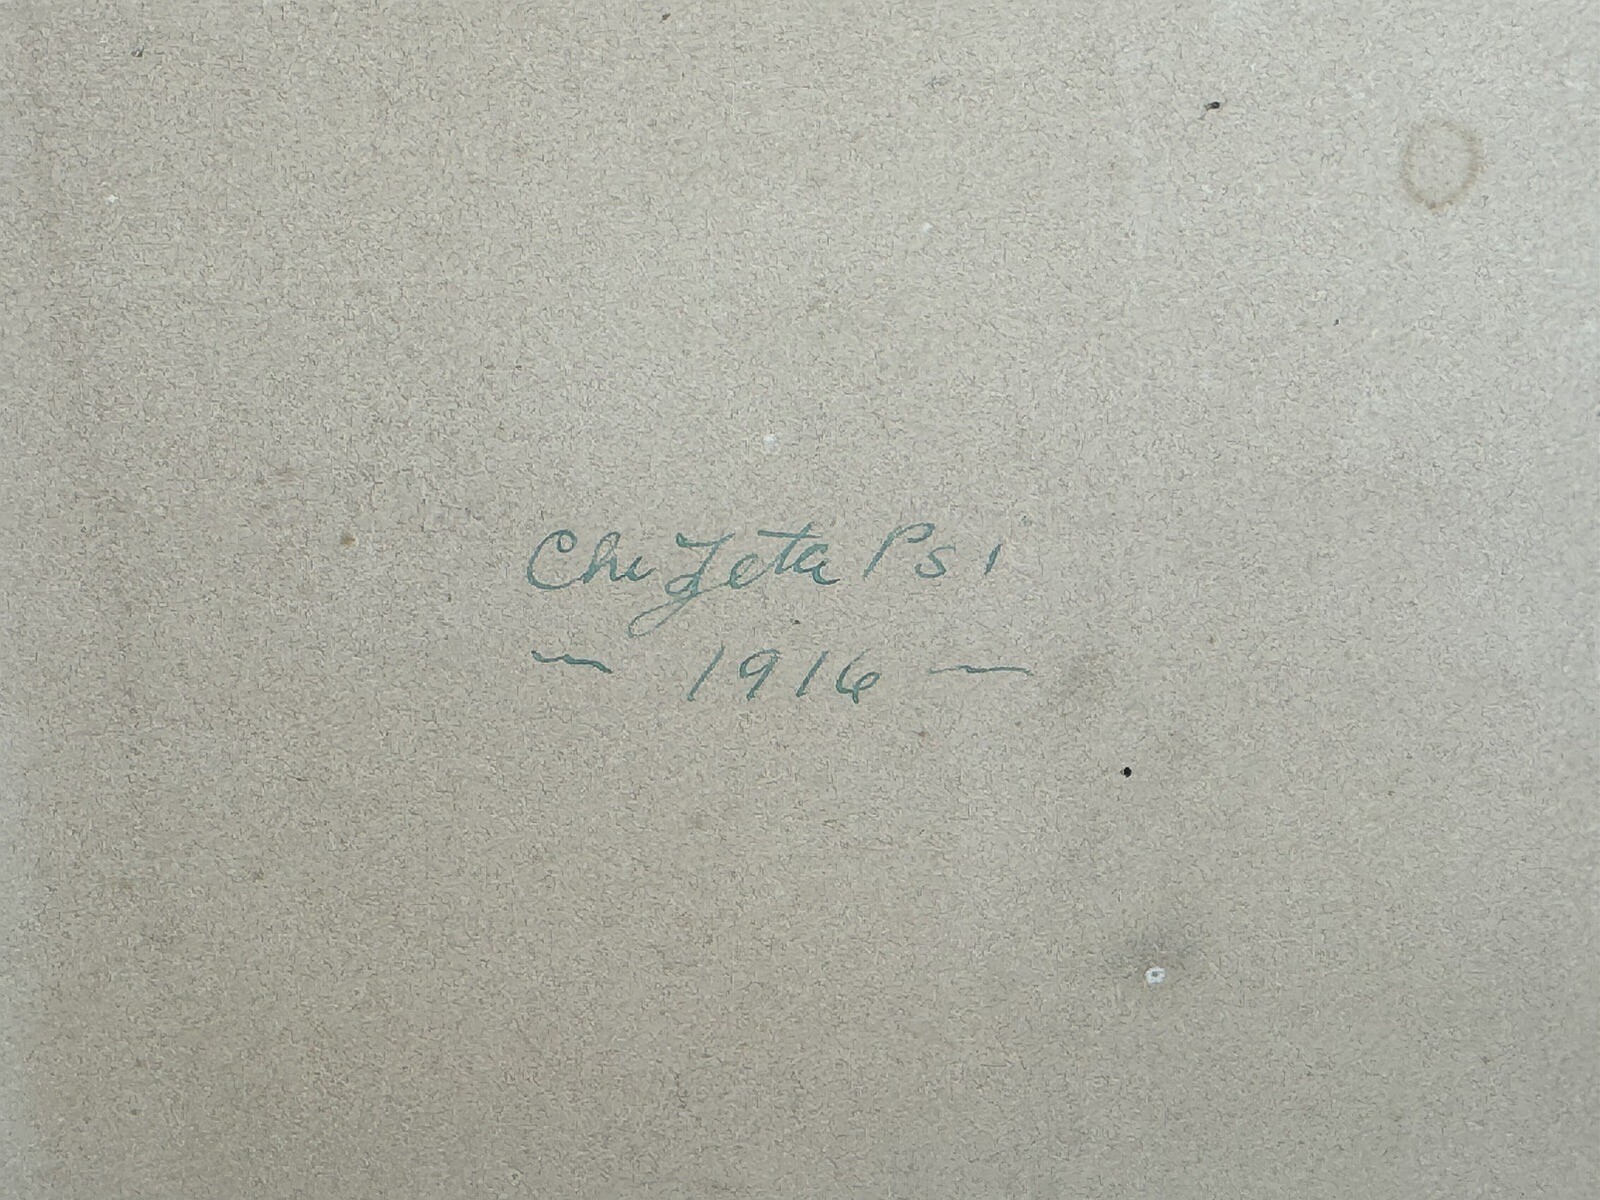 Chi Zeta Psi
~ 1916 —